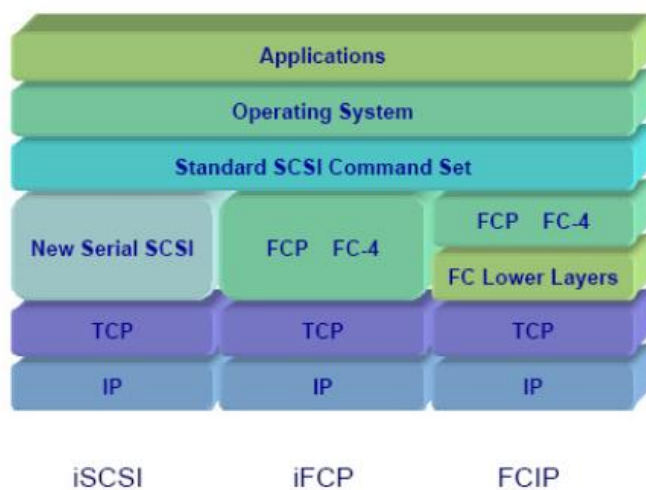 Applications
Operating System
Standard SCSI Command Set
New Serial SCSI
FCP FC-4
FCP FC-4
FC Lower Layers
TCP
TCP
TCP
IP
IP
IP
iSCSI
iFCP
FCIP